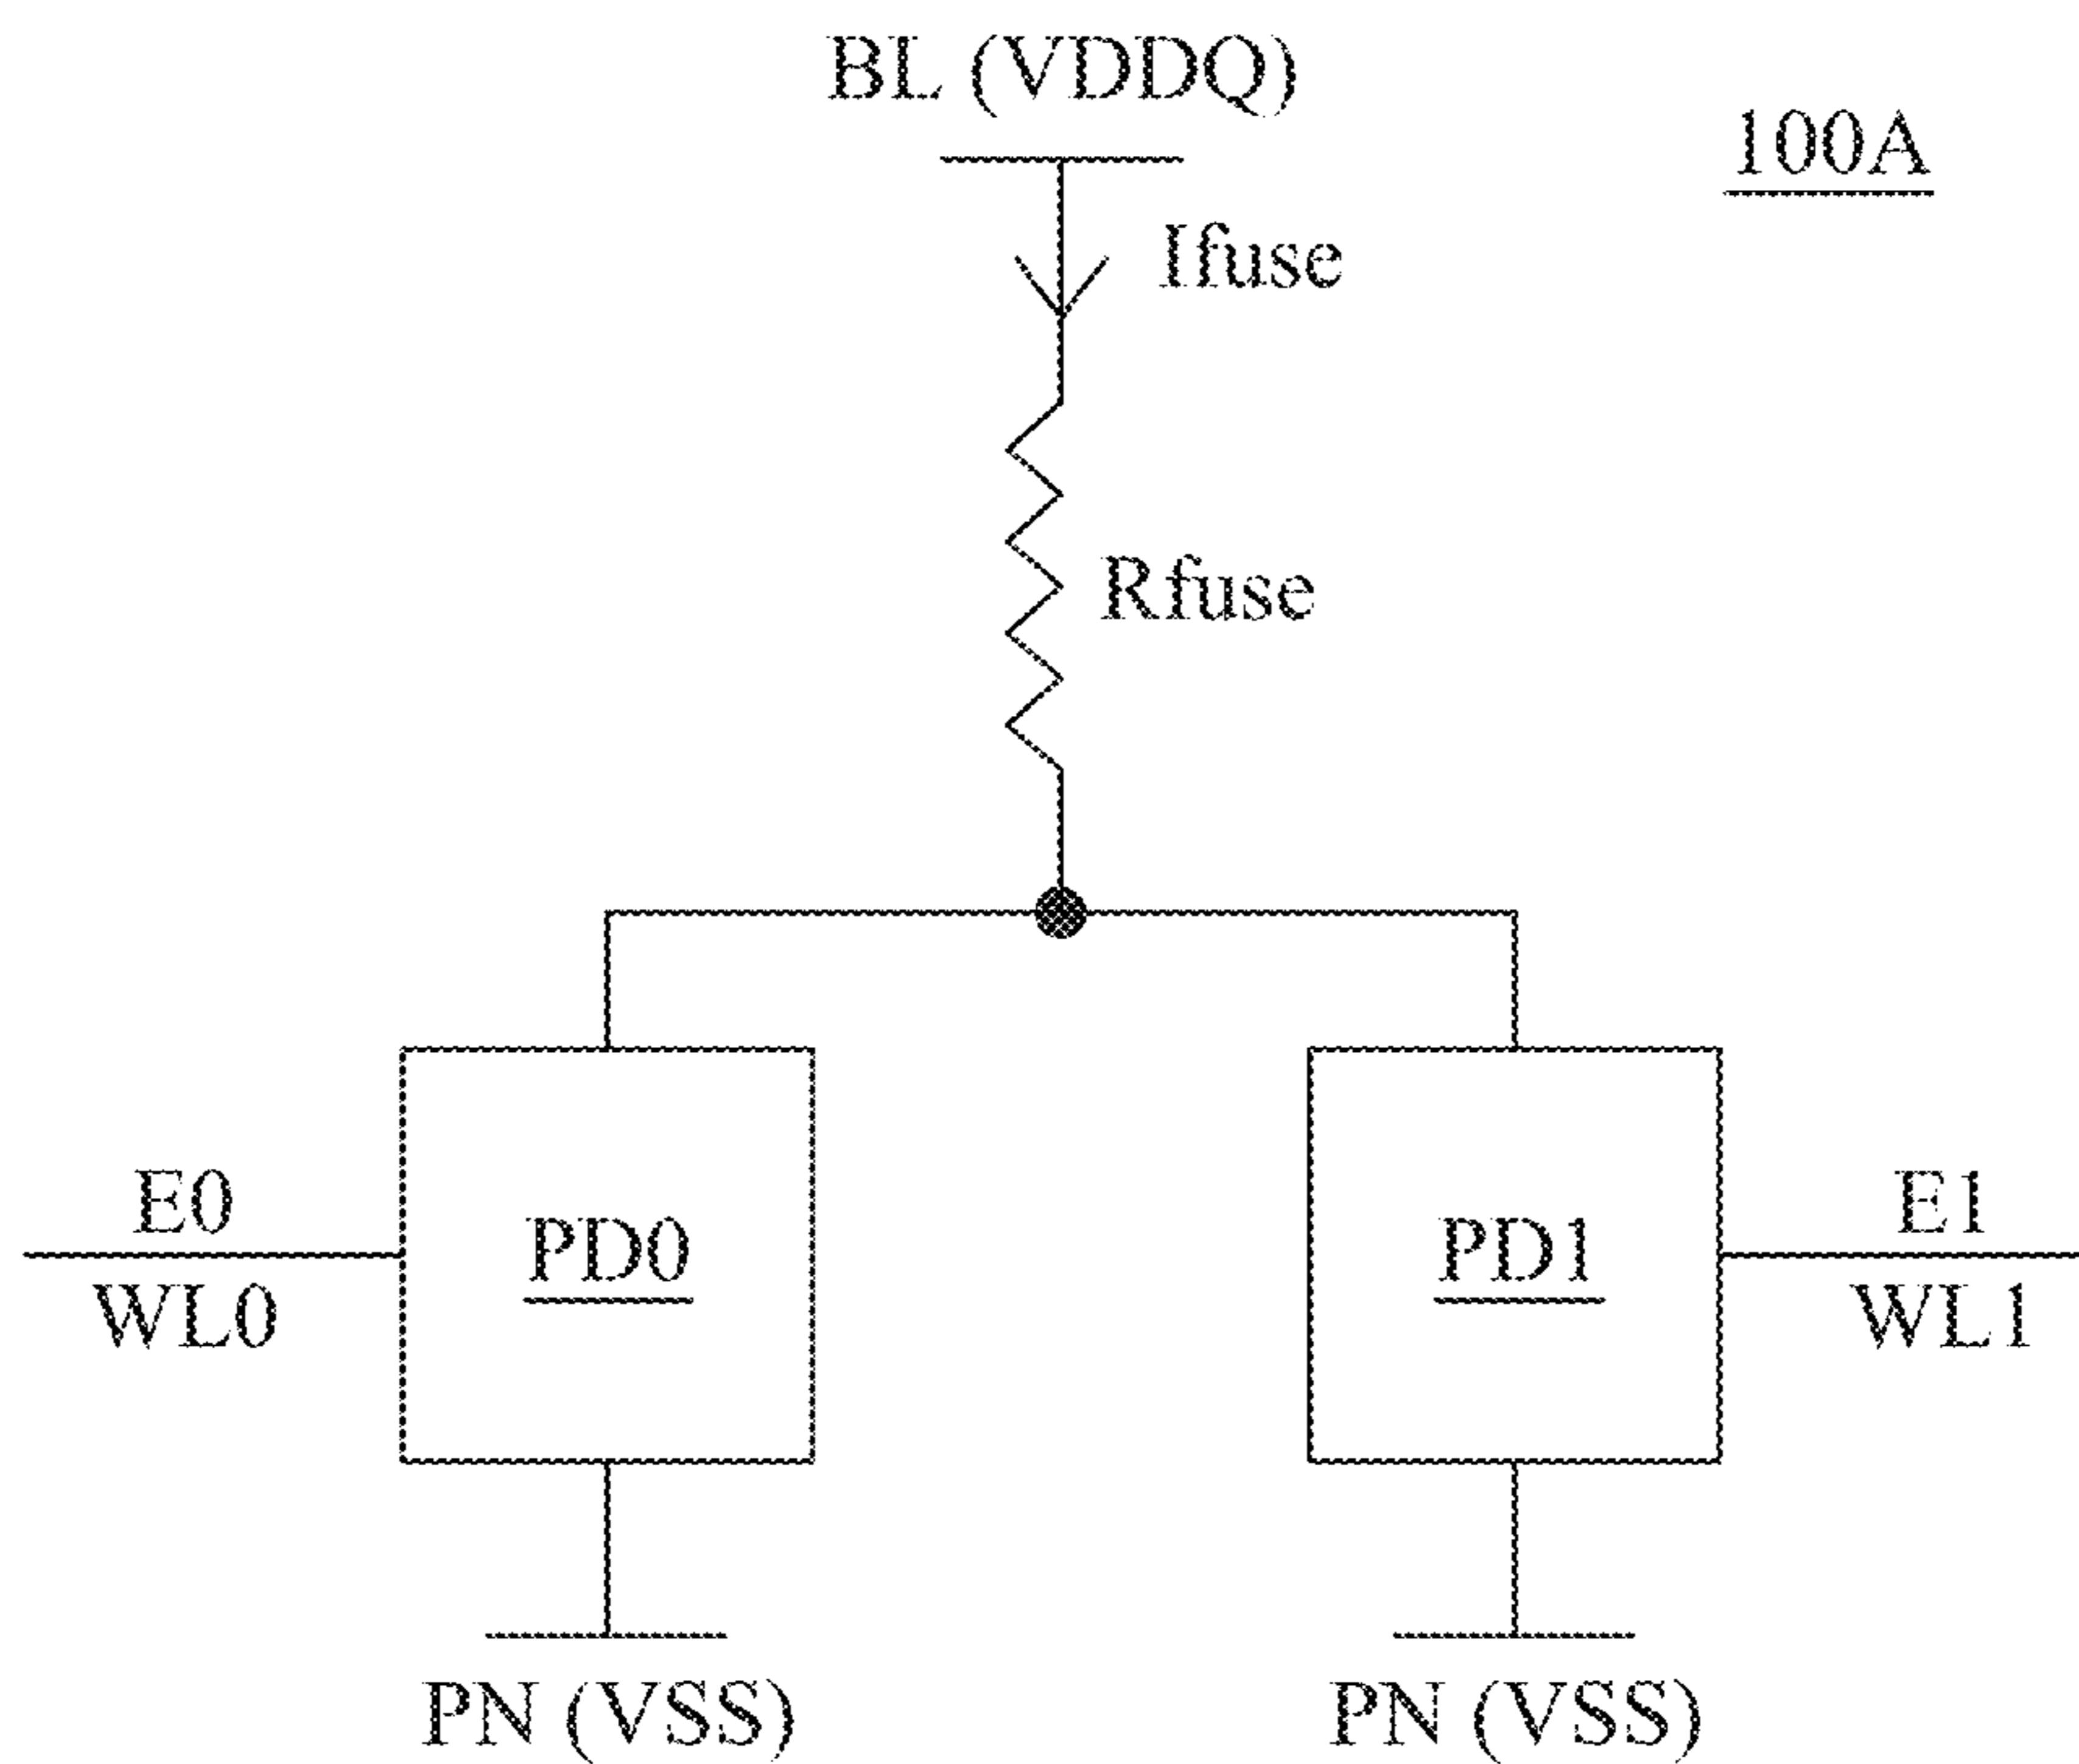 BL (VDDQ)
100A
Ifuse
Rfuse
E0
WL0
PD0
PD1
E1
WL1
PN (VSS)
PN (VSS)